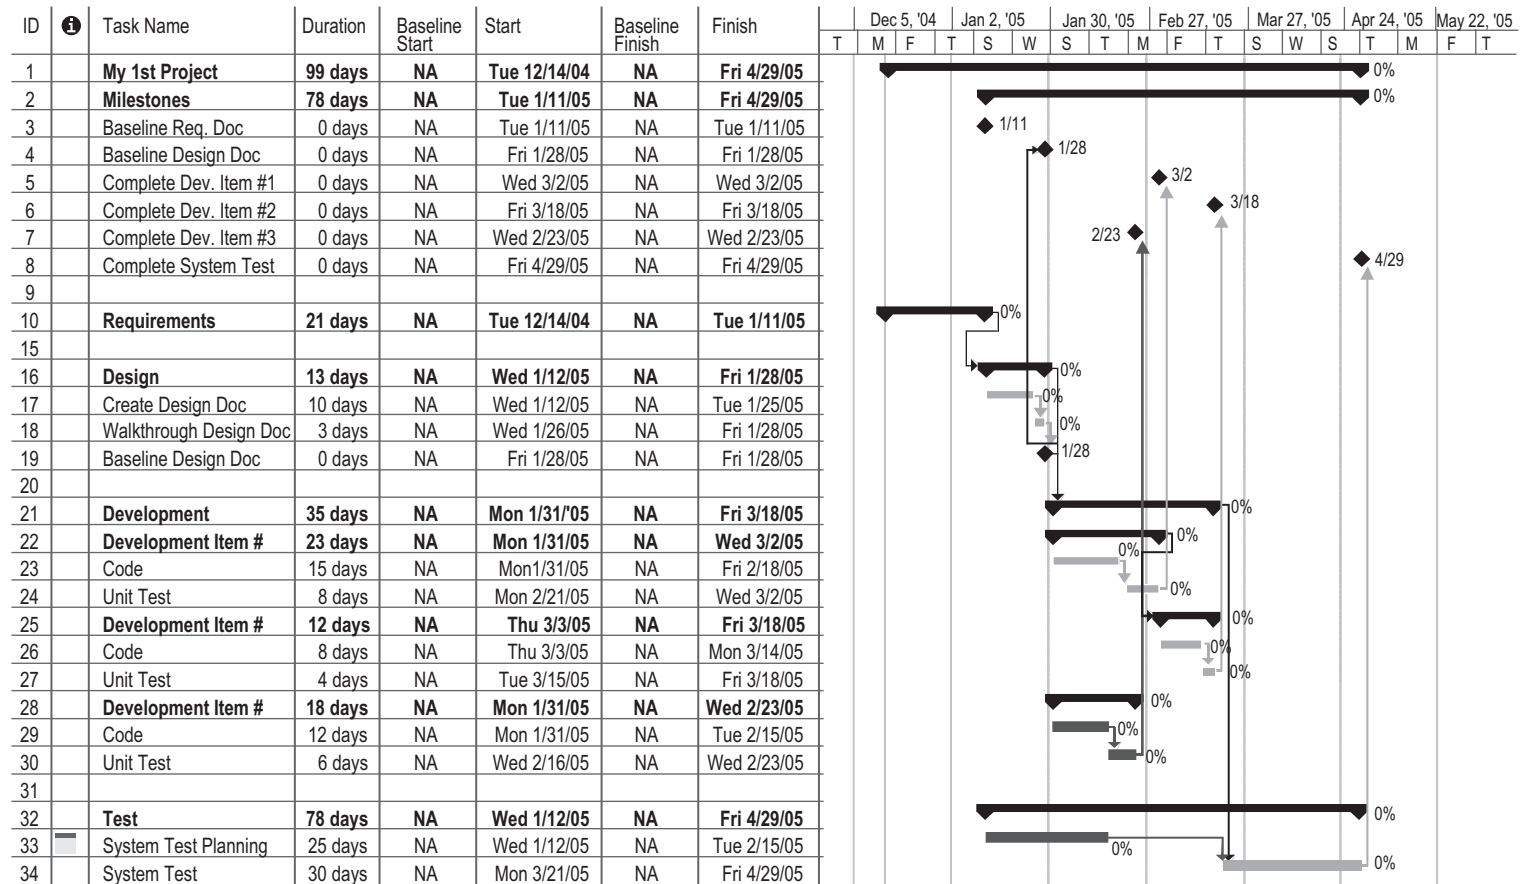 ID Task Name Duration Baseline Start Start Baseline Finish Finish
Dec 5, '04 Jan 2, '05 Jan 30, '05 Feb 27, '05 Mar 27, '05 Apr 24, '05 May 22, '05
T M F T S W S T M F T S W S T M F T
1 My 1st Project 99 days NA Tue 12/14/04 NA Fri 4/29/05 0%
2 Milestones 78 days NA Tue 1/11/05 NA Fri 4/29/05 0%
3 Baseline Req. Doc 0 days NA Tue 1/11/05 NA Tue 1/11/05 1/11
4 Baseline Design Doc 0 days NA Fri 1/28/05 NA Fri 1/28/05 1/28
5 Complete Dev. Item #1 0 days NA Wed 3/2/05 NA Wed 3/2/05 3/2
6 Complete Dev. Item #2 0 days NA Fri 3/18/05 NA Fri 3/18/05 3/18
7 Complete Dev. Item #3 0 days NA Wed 2/23/05 NA Wed 2/23/05 2/23
8 Complete System Test 0 days NA Fri 4/29/05 NA Fri 4/29/05 4/29
9
10 Requirements 21 days NA Tue 12/14/04 NA Tue 1/11/05 0%
15
16 Design 13 days NA Wed 1/12/05 NA Fri 1/28/05 0%
17 Create Design Doc 10 days NA Wed 1/12/05 NA Tue 1/25/05 0%
18 Walkthrough Design Doc 3 days NA Wed 1/26/05 NA Fri 1/28/05 0%
19 Baseline Design Doc 0 days NA Fri 1/28/05 NA Fri 1/28/05 1/28
20
21 Development 35 days NA Mon 1/31/'05 NA Fri 3/18/05 0%
22 Development Item # 23 days NA Mon 1/31/05 NA Wed 3/2/05 0%
23 Code 15 days NA Mon1/31/05 NA Fri 2/18/05 0%
24 Unit Test 8 days NA Mon 2/21/05 NA Wed 3/2/05 0%
25 Development Item # 12 days NA Thu 3/3/05 NA Fri 3/18/05 0%
26 Code 8 days NA Thu 3/3/05 NA Mon 3/14/05 0%
27 Unit Test 4 days NA Tue 3/15/05 NA Fri 3/18/05 0%
28 Development Item # 18 days NA Mon 1/31/05 NA Wed 2/23/05 0%
29 Code 12 days NA Mon 1/31/05 NA Tue 2/15/05 0%
30 Unit Test 6 days NA Wed 2/16/05 NA Wed 2/23/05 0%
31
32 Test 78 days NA Wed 1/12/05 NA Fri 4/29/05 0%
33 System Test Planning 25 days NA Wed 1/12/05 NA Tue 2/15/05 0%
34 System Test 30 days NA Mon 3/21/05 NA Fri 4/29/05 0%